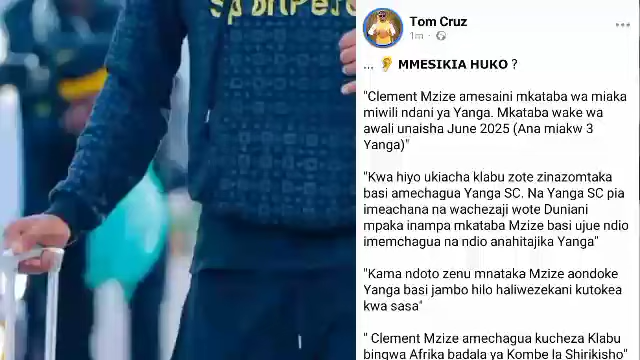 SportPesa
Tom Cruz
1m
... 👂 MMESIKIA HUKO ?
"Clement Mzize amesaini mkataba wa miaka
miwili ndani ya Yanga. Mkataba wake wa
awali unaisha June 2025 (Ana miakw 3
Yanga)"
"Kwa hiyo ukiacha klabu zote zinazomtaka
basi amechagua Yanga SC. Na Yanga SC pia
imeachana na wachezaji wote Duniani
mpaka inampa mkataba Mzize basi ujue ndio
imemchagua na ndio anahitajika Yanga"
"Kama ndoto zenu mnataka Mzize aondoke
Yanga basi jambo hilo haliwezekani kutokea
kwa sasa"
" Clement Mzize amechagua kucheza Klabu
bingwa Afrika badala ya Kombe la Shirikisho"